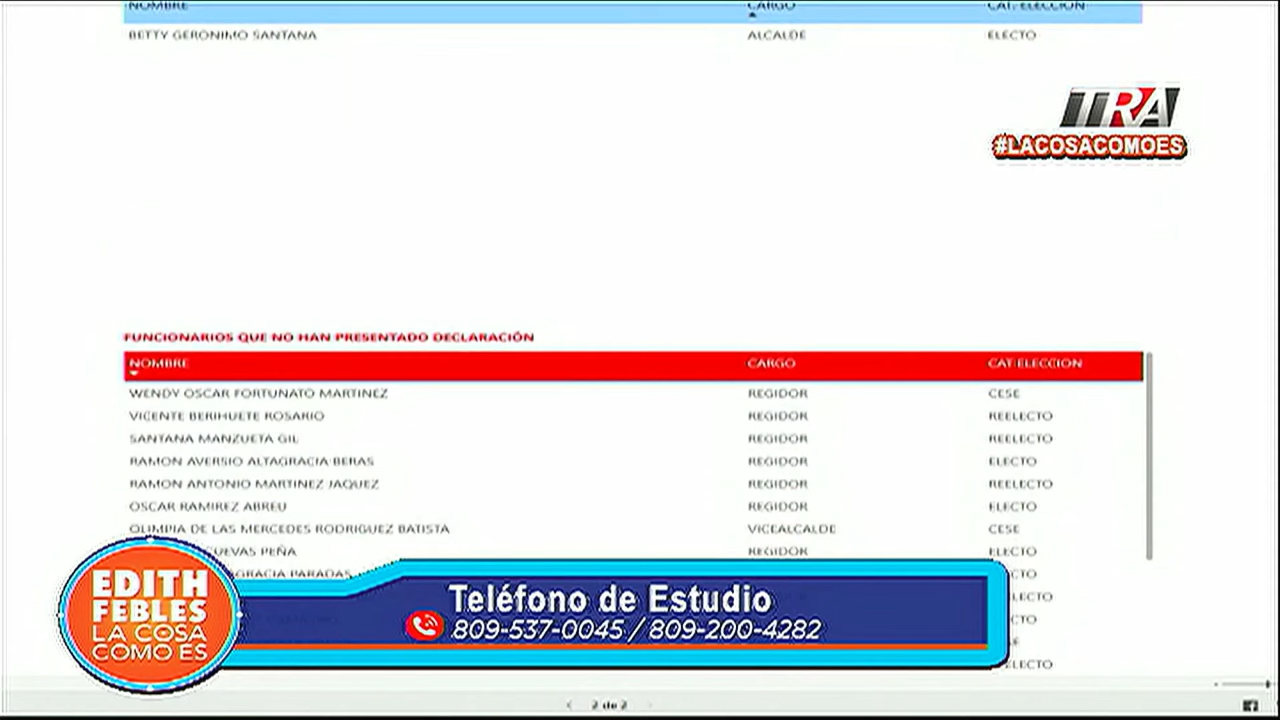 NOMBRE CARGO CAT. ELECCION
BETTY GERONIMO SANTANA ALCALDE ELECTO
TRA
#LACOSACOMOES
FUNCIONARIOS QUE NO HAN PRESENTADO DECLARACIÓN
NOMBRE CARGO CAT ELECCION
WENDY OSCAR FORTUNATO MARTINEZ REGIDOR CESE
VICENTE BERIHUETE ROSARIO REGIDOR REELECTO
SANTANA MANZUETA GIL REGIDOR REELECTO
RAMON AVERSIO ALTAGRACIA BERAS REGIDOR ELECTO
RAMON ANTONIO MARTINEZ JAQUEZ REGIDOR REELECTO
OSCAR RAMIREZ ABREU REGIDOR ELECTO
OLIMPIA DE LAS MERCEDES RODRIGUEZ BATISTA VICEALCALDE CESE
CUEVAS PEÑA REGIDOR ELECTO
PARADAS
EDITH
FEBLES
LA COSA
COMO ES
Teléfono de Estudio
809-537-0045 / 809-200-4282
2 de 2